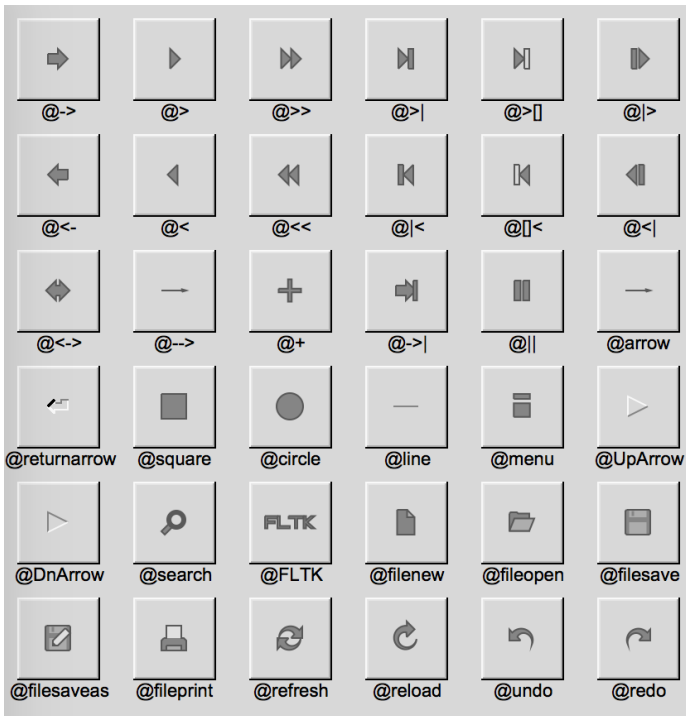 @-> @> @>> @>| @>[] @|>
@<- @< @<< @|< @[]< @<|
@<-> @--> @+ @->| @|| @arrow
@returnarrow @square @circle @line @menu @UpArrow
FLTK
@DnArrow @search @FLTK @filenew @fileopen @filesave
@filesaveas @fileprint @refresh @reload @undo @redo